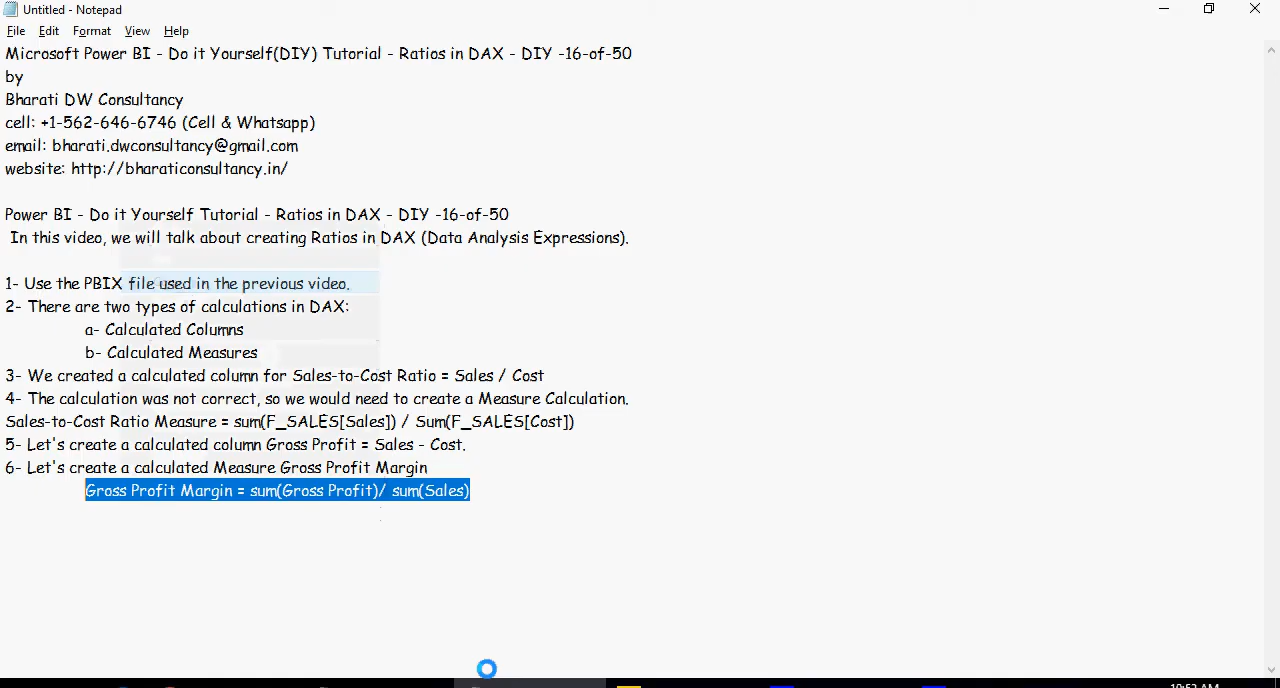 Untitled - Notepad
File Edit Format View Help
Microsoft Power BI - Do it Yourself(DIY) Tutorial - Ratios in DAX - DIY -16-of-50
by
Bharati DW Consultancy
cell: +1-562-646-6746 (Cell & Whatsapp)
email: bharati.dwconsultancy@gmail.com
website: http://bharaticonsultancy.in/
Power BI - Do it Yourself Tutorial - Ratios in DAX - DIY -16-of-50
In this video, we will talk about creating Ratios in DAX (Data Analysis Expressions).
1- Use the PBIX file used in the previous video.
2- There are two types of calculations in DAX:
a- Calculated Columns
b- Calculated Measures
3- We created a calculated column for Sales-to-Cost Ratio = Sales / Cost
4- The calculation was not correct, so we would need to create a Measure Calculation.
Sales-to-Cost Ratio Measure = sum(F_SALES[Sales]) / Sum(F_SALES[Cost])
5- Let's create a calculated column Gross Profit = Sales - Cost.
6- Let's create a calculated Measure Gross Profit Margin
Gross Profit Margin = sum(Gross Profit)/ sum(Sales)